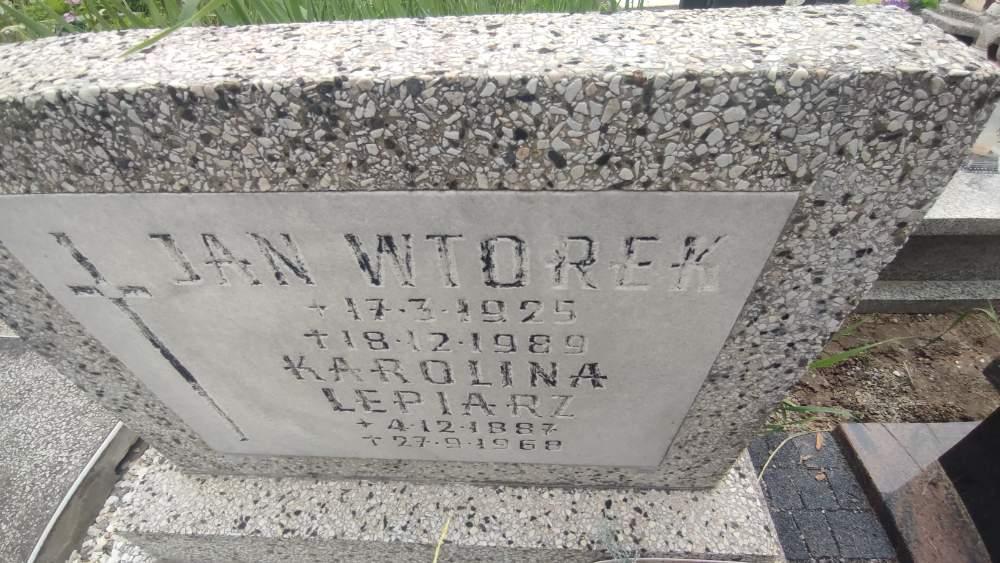 JAN WTOREK
+ 17.3.1925
+ 18.12.1989
KAROLINA
LEPIARZ
+ 4.12.1887
+ 27.9.1968